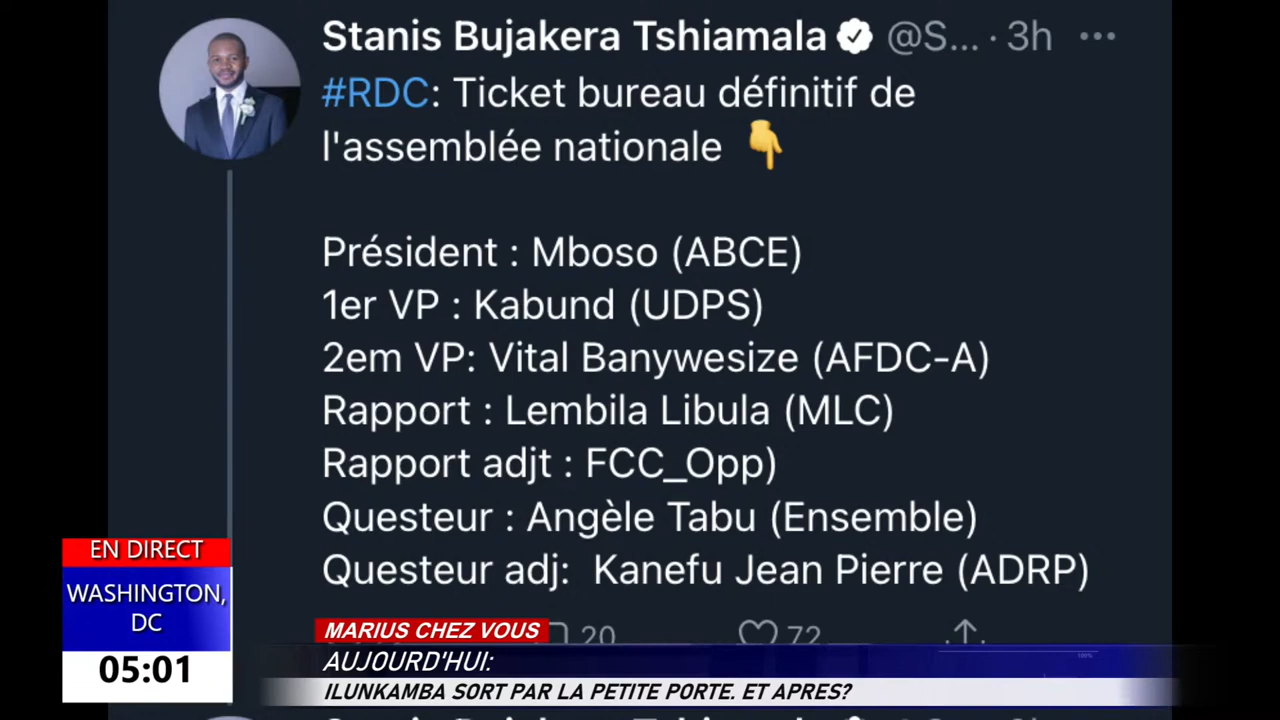 Stanis Bujakera Tshiamala @S... · 3h
#RDC: Ticket bureau définitif de
l'assemblée nationale 👇
Président : Mboso (ABCE)
1er VP : Kabund (UDPS)
2em VP: Vital Banywesize (AFDC-A)
Rapport : Lembila Libula (MLC)
Rapport adjt : FCC_Opp)
Questeur : Angèle Tabu (Ensemble)
Questeur adj: Kanefu Jean Pierre (ADRP)
20 72
EN DIRECT
WASHINGTON,
DC
05:01
MARIUS CHEZ VOUS
AUJOURD'HUI:
ILUNKAMBA SORT PAR LA PETITE PORTE. ET APRES?